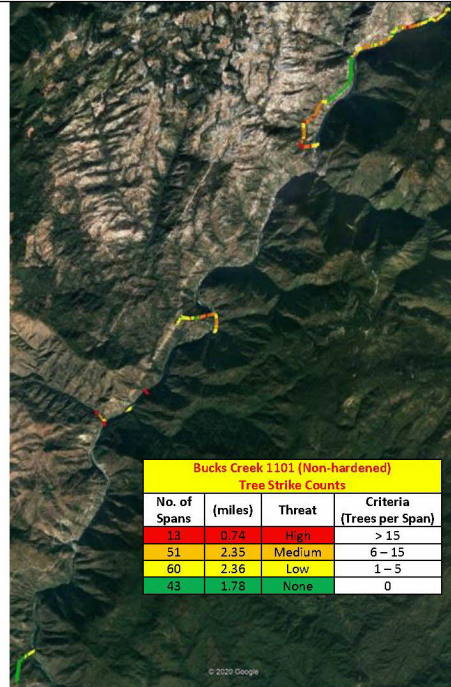 Bucks Creek 1101 (Non-hardened)
Tree Strike Counts
No. of Spans (miles) Threat Criteria (Trees per Span)
13 0.74 High > 15
51 2.35 Medium 6 – 15
60 2.36 Low 1 – 5
43 1.78 None 0
© 2020 Google